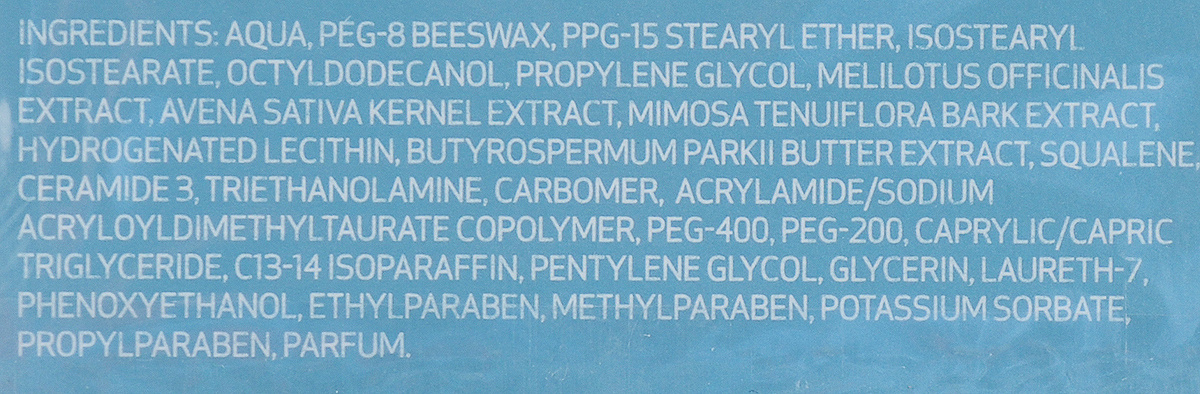 INGREDIENTS: AQUA, PEG-8 BEESWAX, PPG-15 STEARYL ETHER, ISOSTEARYL
ISOSTEARATE, OCTYLDODECANOL, PROPYLENE GLYCOL, MELILOTUS OFFICINALIS
EXTRACT, AVENA SATIVA KERNEL EXTRACT, MIMOSA TENUIFLORA BARK EXTRACT,
HYDROGENATED LECITHIN, BUTYROSPERMUM PARKII BUTTER EXTRACT, SQUALENE,
CERAMIDE 3, TRIETHANOLAMINE, CARBOMER, ACRYLAMIDE/SODIUM
ACRYLOYLDIMETHYLTAURATE COPOLYMER, PEG-400, PEG-200, CAPRYLIC/CAPRIC
TRIGLYCERIDE, C13-14 ISOPARAFFIN, PENTYLENE GLYCOL, GLYCERIN, LAURETH-7,
PHENOXYETHANOL, ETHYLPARABEN, METHYLPARABEN, POTASSIUM SORBATE,
PROPYLPARABEN, PARFUM.